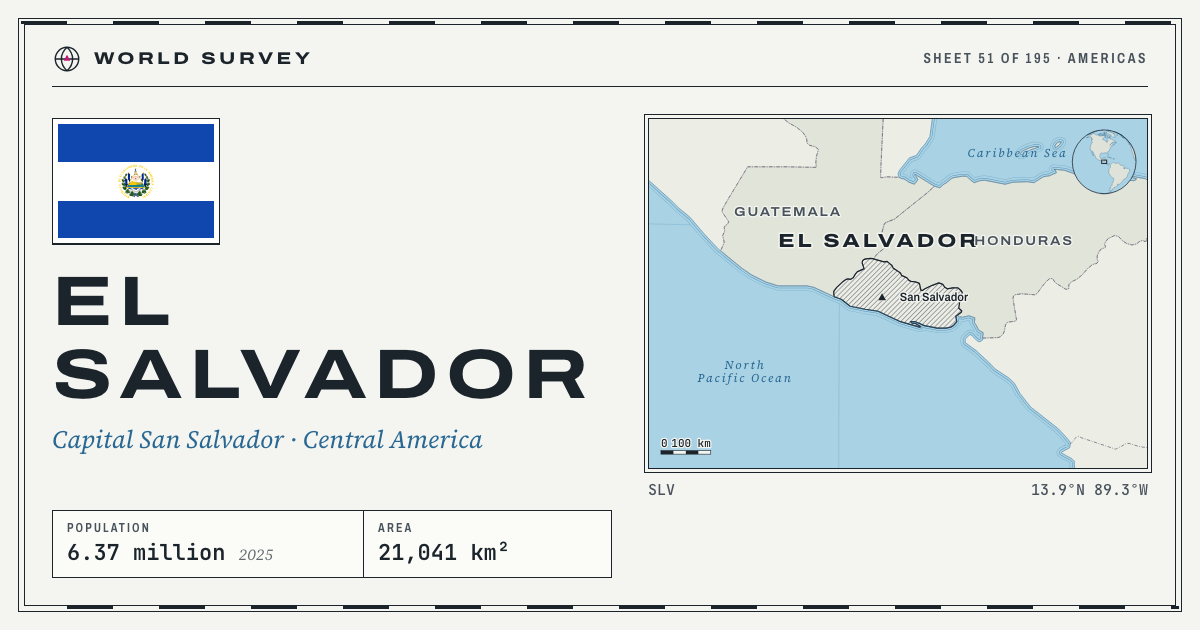 WORLD SURVEY
SHEET 51 OF 195 · AMERICAS
EL
SALVADOR
Capital San Salvador · Central America
POPULATION
6.37 million 2025
AREA
21,041 km²
Caribbean Sea
GUATEMALA
EL SALVADOR
HONDURAS
San Salvador
North
Pacific Ocean
0 100 km
SLV
13.9°N 89.3°W